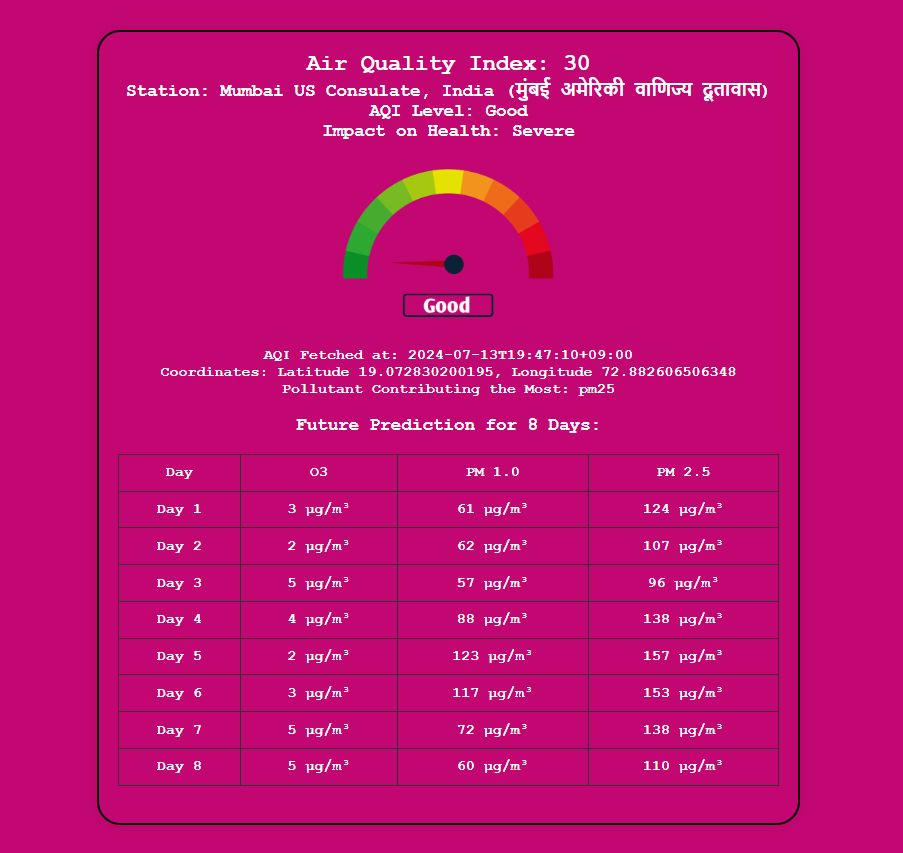 Air Quality Index: 30
Station: Mumbai US Consulate, India (मुंबई अमेरिकी वाणिज्य दूतावास)
AQI Level: Good
Impact on Health: Severe
Good
AQI Fetched at: 2024-07-13T19:47:10+09:00
Coordinates: Latitude 19.072830200195, Longitude 72.882606506348
Pollutant Contributing the Most: pm25
Future Prediction for 8 Days:
Day O3 PM 1.0 PM 2.5
Day 1 3 µg/m³ 61 µg/m³ 124 µg/m³
Day 2 2 µg/m³ 62 µg/m³ 107 µg/m³
Day 3 5 µg/m³ 57 µg/m³ 96 µg/m³
Day 4 4 µg/m³ 88 µg/m³ 138 µg/m³
Day 5 2 µg/m³ 123 µg/m³ 157 µg/m³
Day 6 3 µg/m³ 117 µg/m³ 153 µg/m³
Day 7 5 µg/m³ 72 µg/m³ 138 µg/m³
Day 8 5 µg/m³ 60 µg/m³ 110 µg/m³